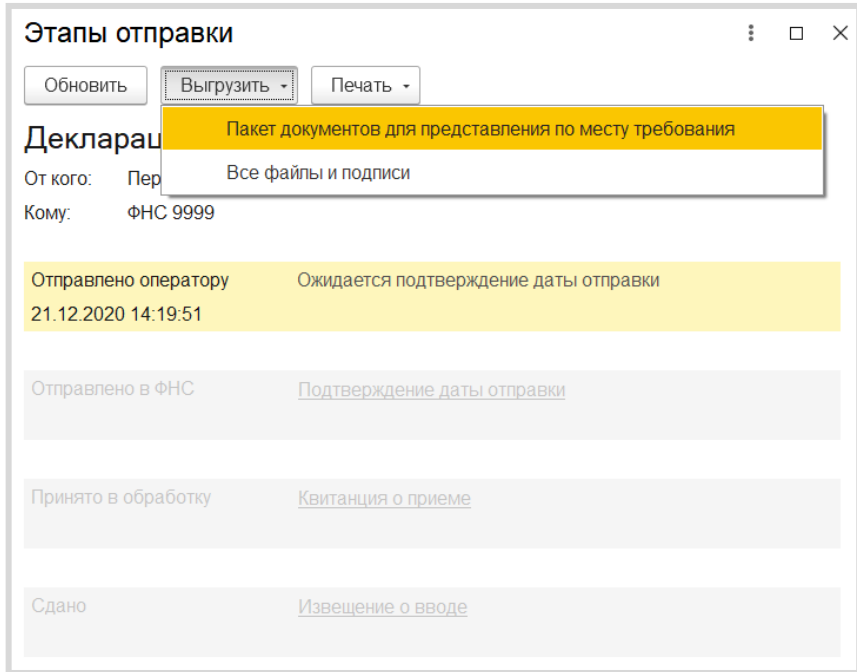 Этапы отправки
Обновить Выгрузить Печать
Пакет документов для представления по месту требования
Все файлы и подписи
От кого:
Кому: ФНС 9999
Отправлено оператору Ожидается подтверждение даты отправки
21.12.2020 14:19:51
Отправлено в ФНС Подтверждение даты отправки
Принято в обработку Квитанция о приеме
Сдано Извещение о вводе